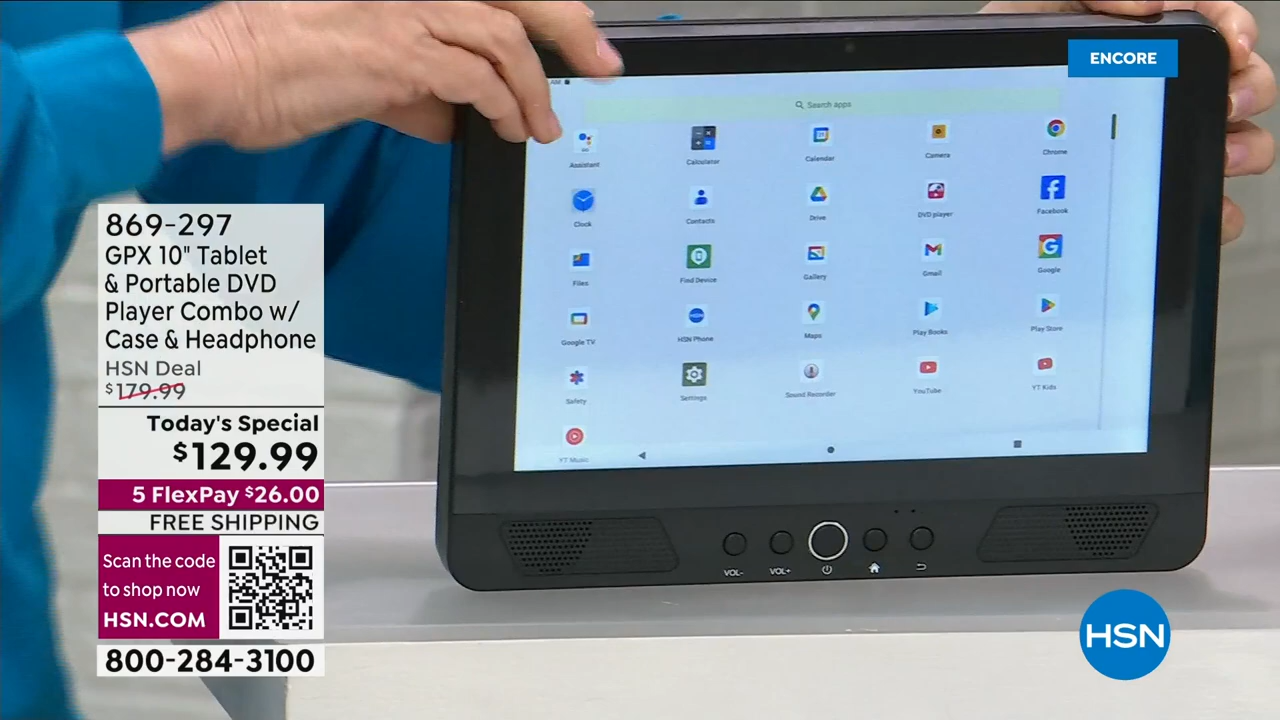 ENCORE
AM
Search apps
Assistant
Calculator
Calendar
Camera
Chrome
Clock
Contacts
Drive
DVD player
Facebook
Files
Find Device
Gallery
Gmail
Google
Google TV
HSN Phone
Maps
Play Books
Play Store
Safety
Settings
Sound Recorder
YouTube
YT Kids
YT Music
VOL-
VOL+
869-297
GPX 10" Tablet
& Portable DVD
Player Combo w/
Case & Headphone
HSN Deal
$179.99
Today's Special
$129.99
5 FlexPay $26.00
FREE SHIPPING
Scan the code
to shop now
HSN.COM
800-284-3100
HSN